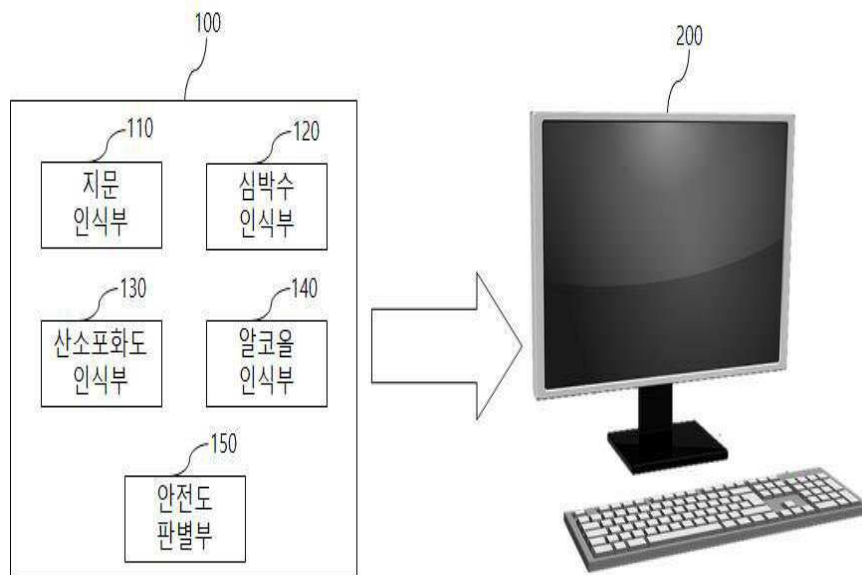 100
200
110
120
지문
인식부
심박수
인식부
130
140
산소포화도
인식부
알코올
인식부
150
안전도
판별부